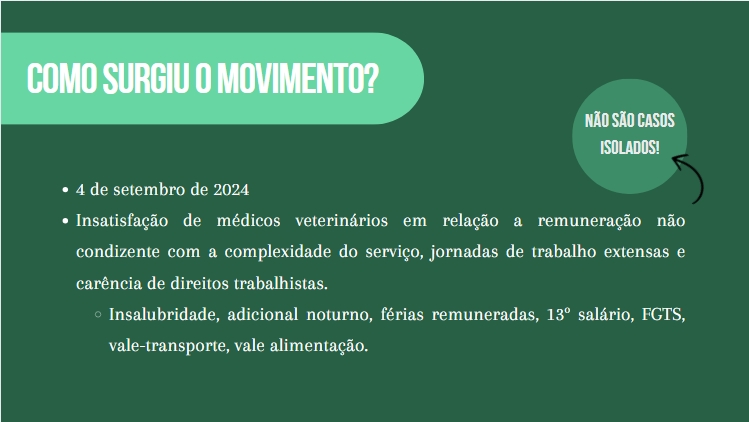 COMO SURGIU O MOVIMENTO?
NÃO SÃO CASOS
ISOLADOS!
• 4 de setembro de 2024
• Insatisfação de médicos veterinários em relação a remuneração não
condizente com a complexidade do serviço, jornadas de trabalho extensas e
carência de direitos trabalhistas.
◦ Insalubridade, adicional noturno, férias remuneradas, 13º salário, FGTS,
vale-transporte, vale alimentação.